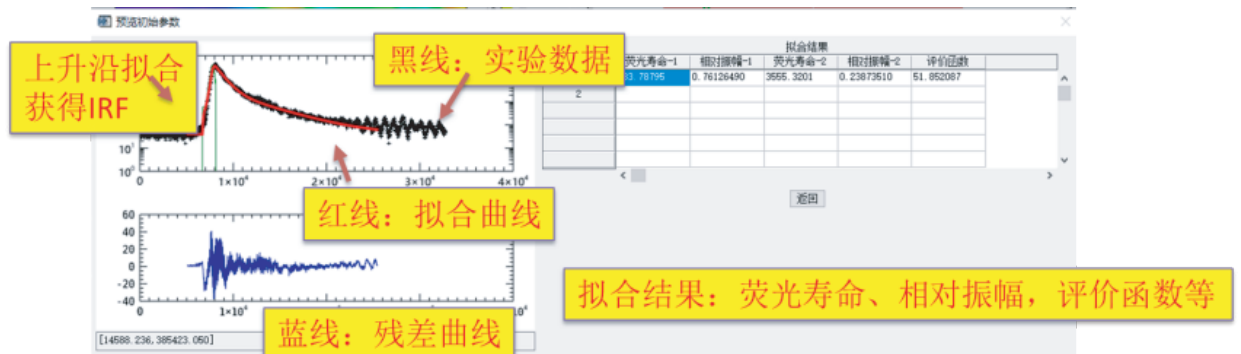 预览初始参数
上升沿拟合
获得IRF
黑线：实验数据
拟合结果
荧光寿命-1 相对振幅-1 荧光寿命-2 相对振幅-2 评价函数
0.76126490 3555.3201 0.23873510 51.852087
2
10¹
10⁰
0 1×10⁴ 2×10⁴ 3×10⁴ 4×10⁴
返回
红线：拟合曲线
60
40
20
0
-20
-40
0 1×10⁴
拟合结果：荧光寿命、相对振幅，评价函数等
蓝线：残差曲线
[14588.236,385423.050]